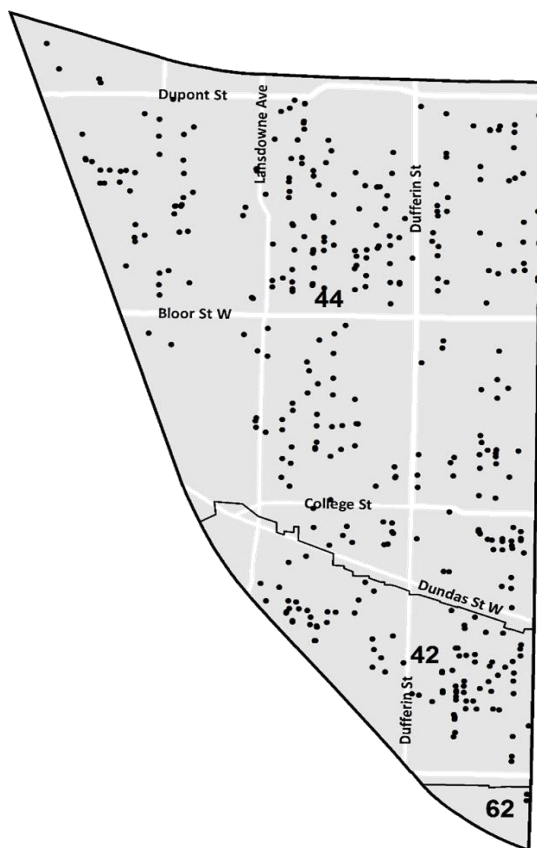 Dupont St
Lansdowne Ave
Dufferin St
44
Bloor St W
College St
Dundas St W
42
Dufferin St
62